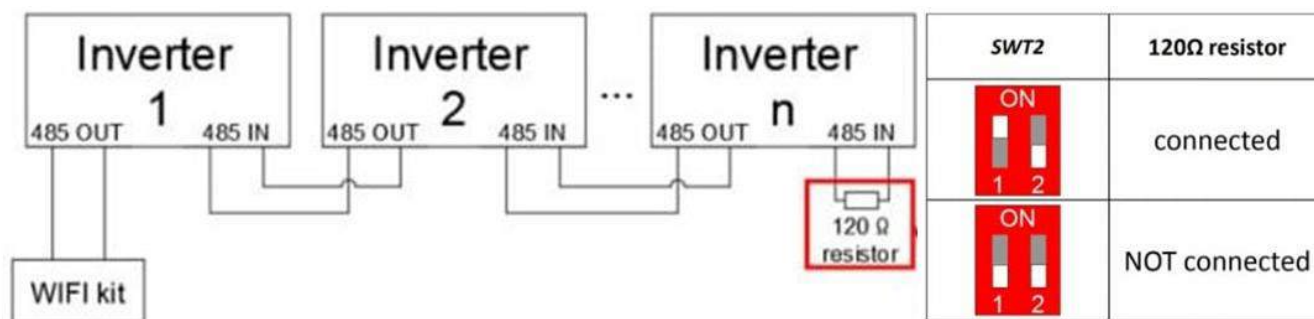 Inverter
1
485 OUT
485 IN
Inverter
2
485 OUT
485 IN
...
Inverter
n
485 OUT
485 IN
120 Ω
resistor
WIFI kit
SWT2
120Ω resistor
ON
1 2
connected
ON
1 2
NOT connected